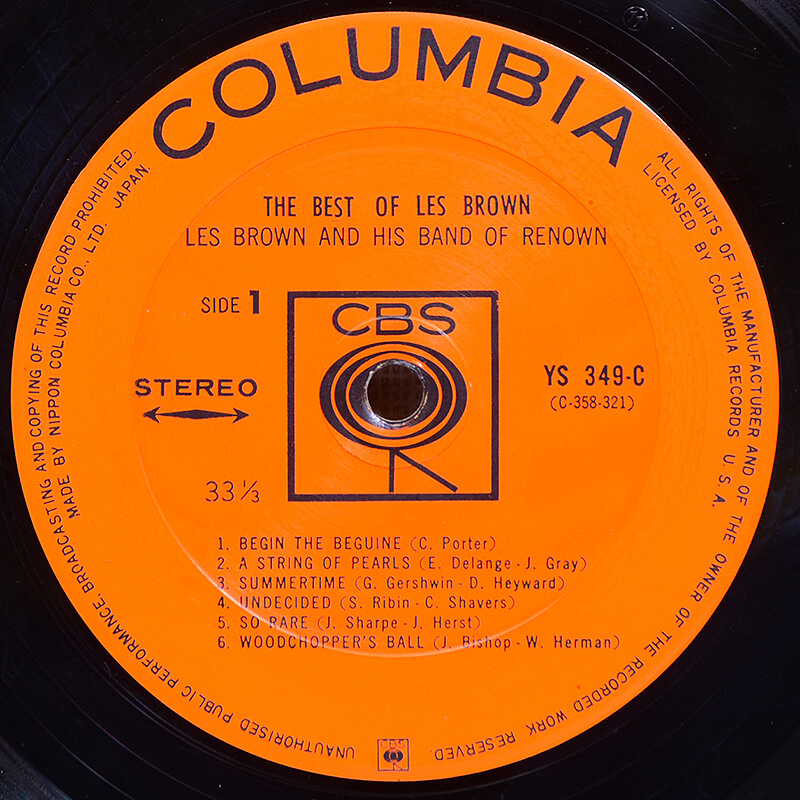 COLUMBIA
THE BEST OF LES BROWN
LES BROWN AND HIS BAND OF RENOWN
SIDE 1
CBS
STEREO
YS 349-C
(C-358-321)
33 1/3
1. BEGIN THE BEGUINE (C. Porter)
2. A STRING OF PEARLS (E. Delange - J. Gray)
3. SUMMERTIME (G. Gershwin - D. Heyward)
4. UNDECIDED (S. Ribin - C. Shavers)
5. SO RARE (J. Sharpe - J. Herst)
6. WOODCHOPPER'S BALL (J. Bishop - W. Herman)
ALL RIGHTS OF THE MANUFACTURER AND OF THE OWNER OF THE RECORDED WORK RESERVED.
LICENSED BY COLUMBIA RECORDS U. S. A.
UNAUTHORISED PUBLIC PERFORMANCE, BROADCASTING AND COPYING OF THIS RECORD PROHIBITED.
MADE BY NIPPON COLUMBIA CO., LTD. JAPAN.
CBS